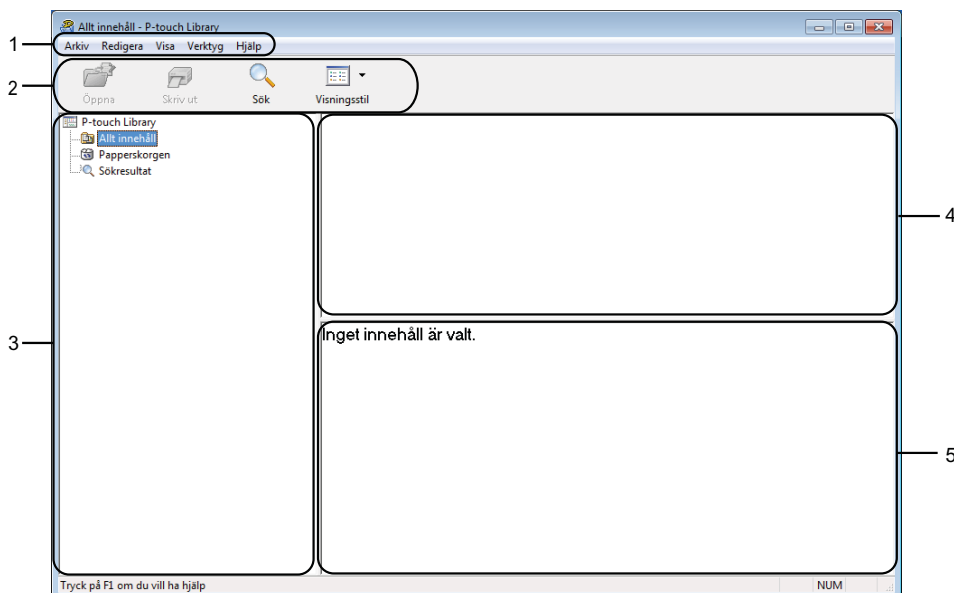 Allt innehåll - P-touch Library
1
Arkiv Redigera Visa Verktyg Hjälp
2
Öppna Skriv ut Sök Visningsstil
P-touch Library
Allt innehåll
Papperskorgen
Sökresultat
4
3
Inget innehåll är valt.
5
Tryck på F1 om du vill ha hjälp NUM